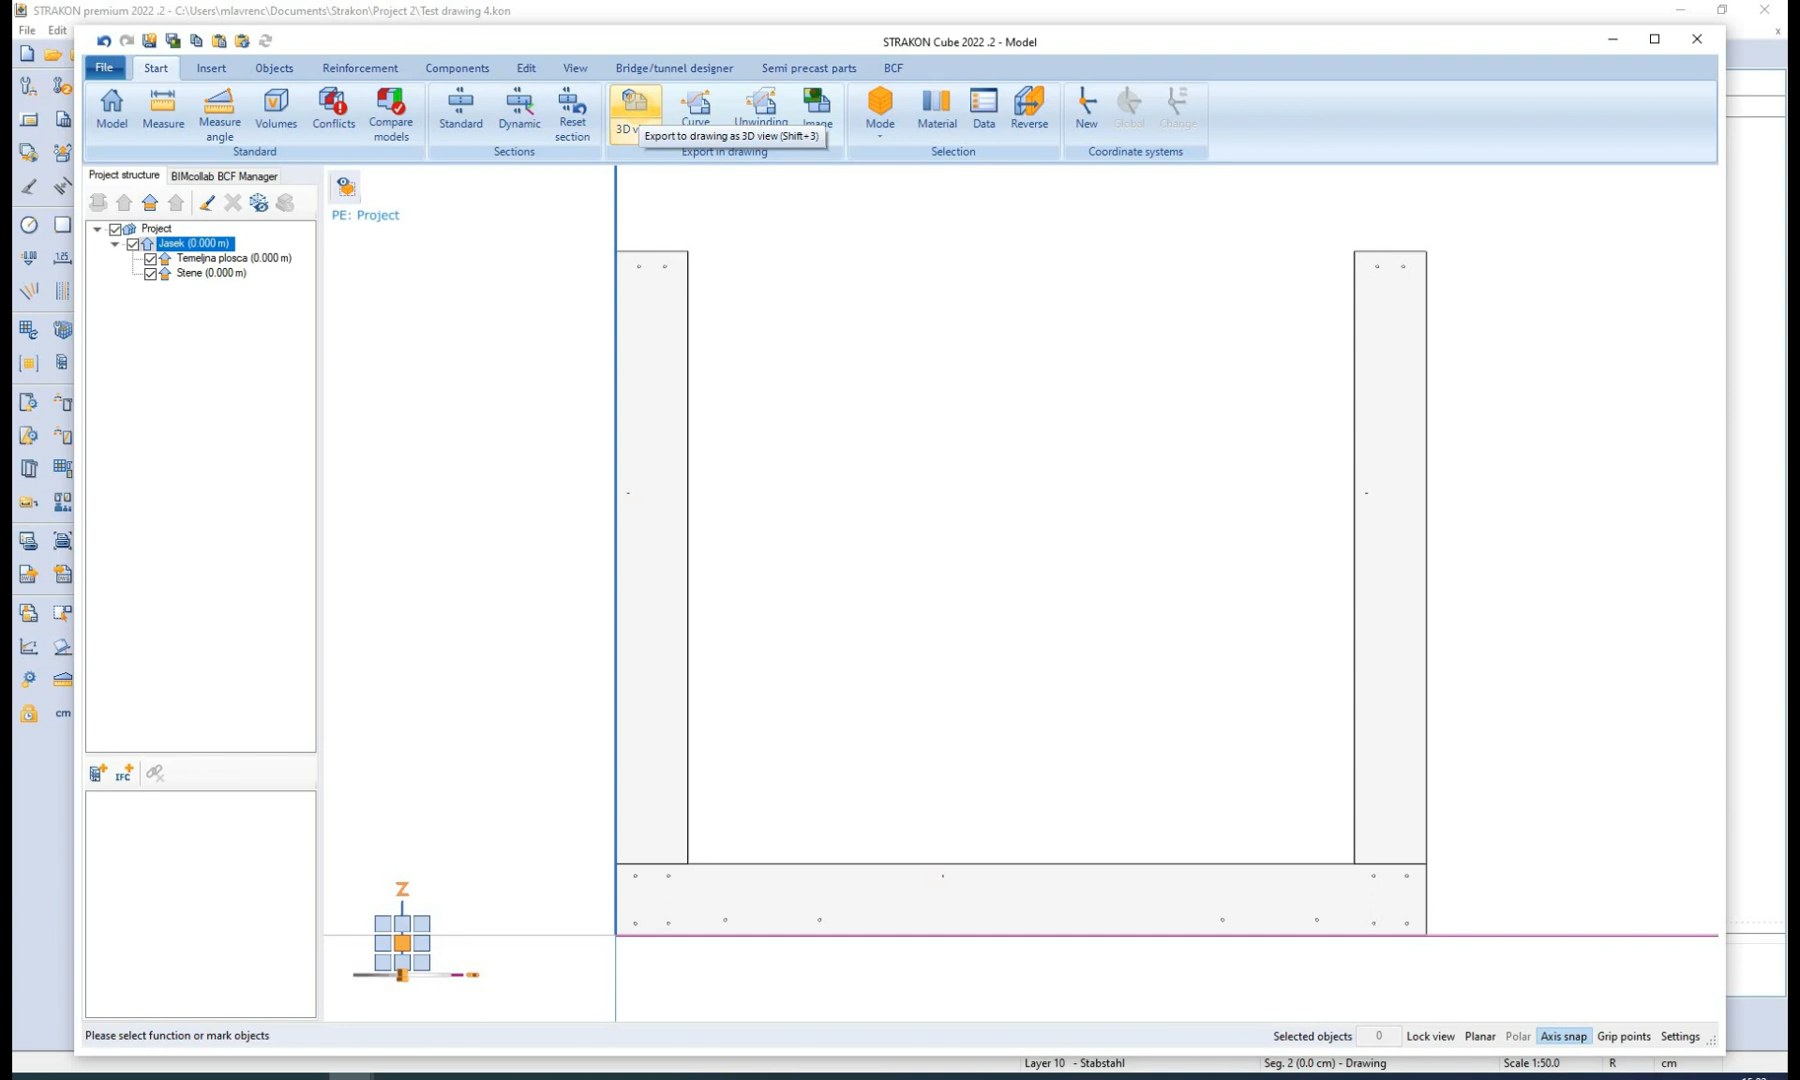 STRAKON premium 2022 .2 - C:\Users\mlavrenc\Documents\Strakon\Project 2\Test drawing 4.kon
File Edit
STRAKON Cube 2022 .2 - Model
File Start Insert Objects Reinforcement Components Edit View Bridge/tunnel designer Semi precast parts BCF
Model Measure Measure angle Volumes Conflicts Compare models Standard Dynamic Reset section 3D v Curve Unwinding Image Mode Material Data Reverse New Global Change
Export to drawing as 3D view (Shift+3)
Standard Sections Export in drawing Selection Coordinate systems
Project structure BIMcollab BCF Manager
PE: Project
Project
Jasek (0.000 m)
Temeljna plosca (0.000 m)
Stene (0.000 m)
0.00 1.25
cm
IFC
Z
Please select function or mark objects
Selected objects 0 Lock view Planar Polar Axis snap Grip points Settings
Layer 10 - Stabstahl Seg. 2 (0.0 cm) - Drawing Scale 1:50.0 R cm